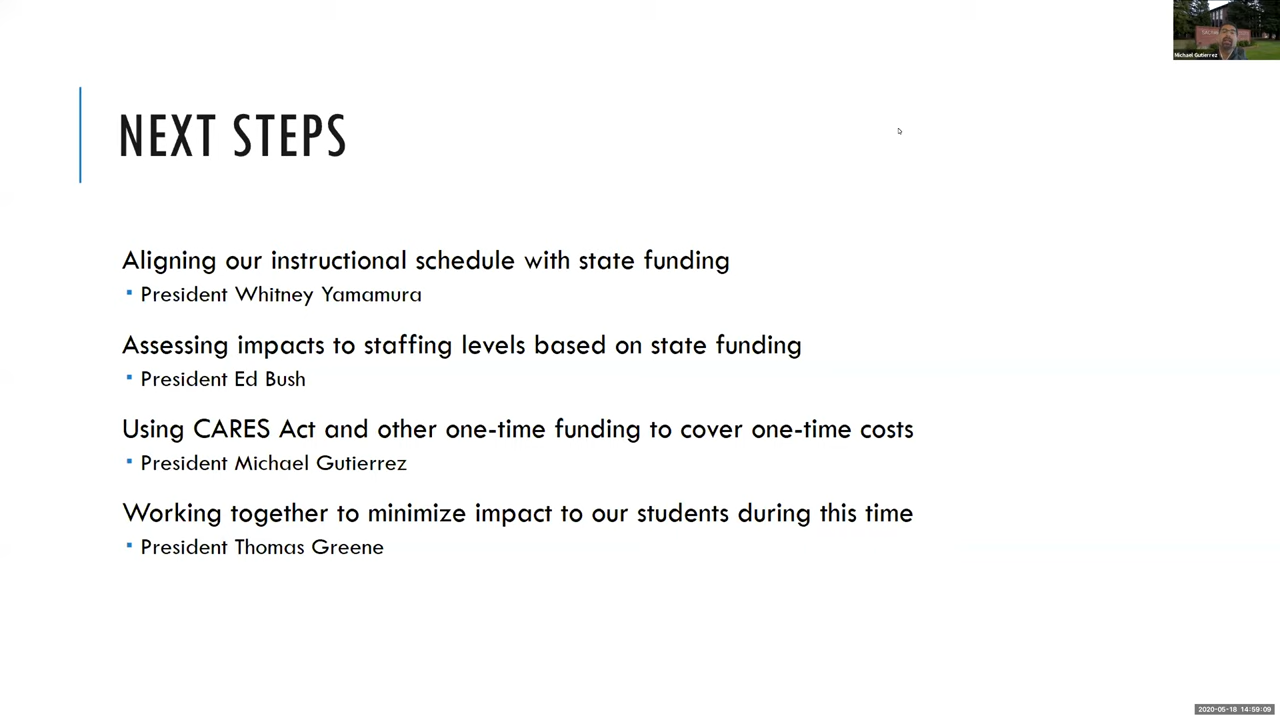 Michael Gutierrez
NEXT STEPS
Aligning our instructional schedule with state funding
▪ President Whitney Yamamura
Assessing impacts to staffing levels based on state funding
▪ President Ed Bush
Using CARES Act and other one-time funding to cover one-time costs
▪ President Michael Gutierrez
Working together to minimize impact to our students during this time
▪ President Thomas Greene
2020-05-18 14:59:09